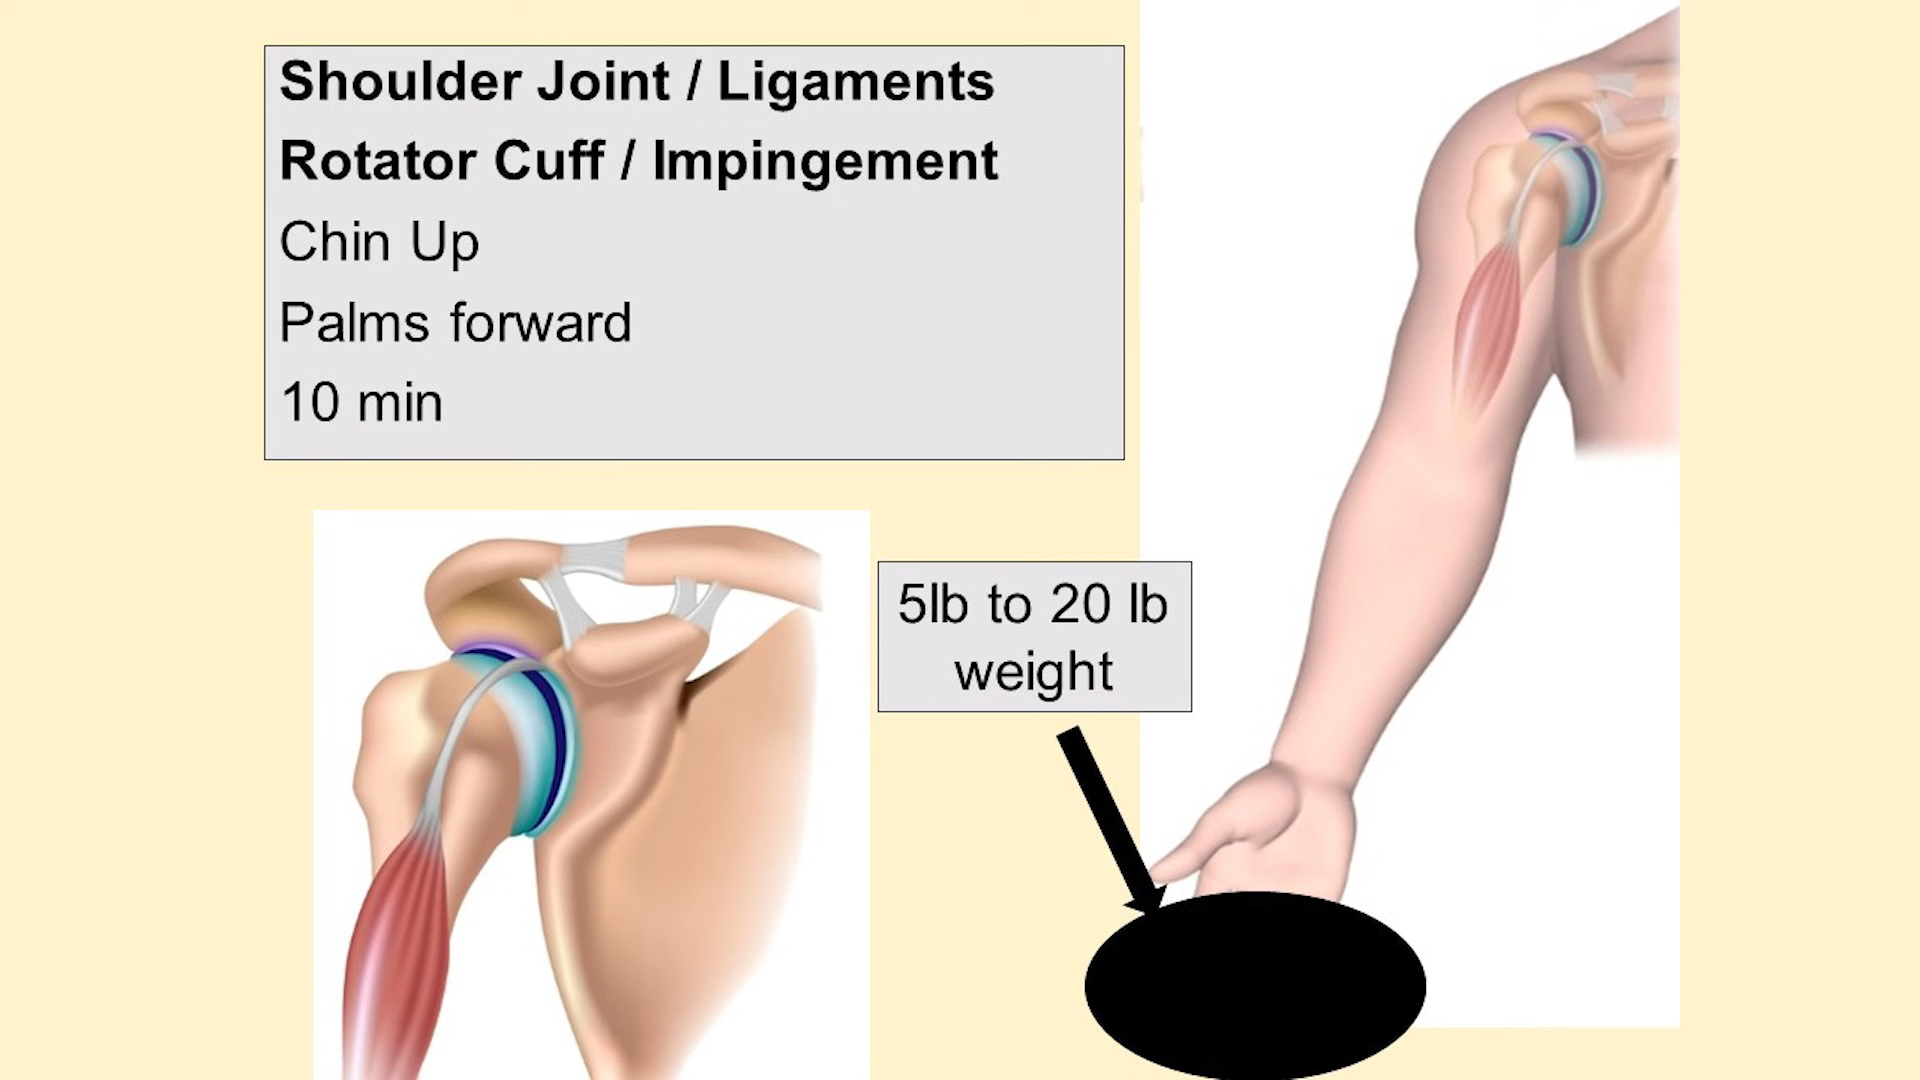 Shoulder Joint / Ligaments
Rotator Cuff / Impingement
Chin Up
Palms forward
10 min
5lb to 20 lb
weight